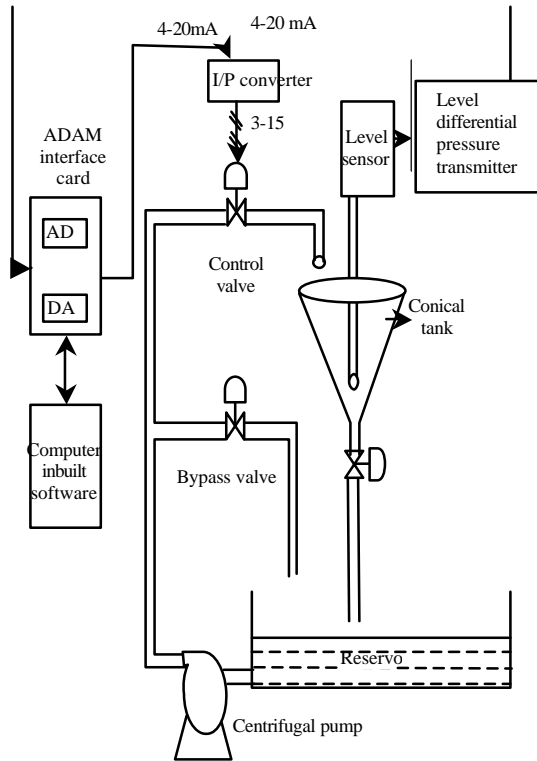 4-20mA
4-20 mA
I/P converter
3-15
ADAM
interface
card
AD
DA
Computer
inbuilt
software
Level
sensor
Level
differential
pressure
transmitter
Control
valve
Conical
tank
Bypass valve
Reservo
Centrifugal pump